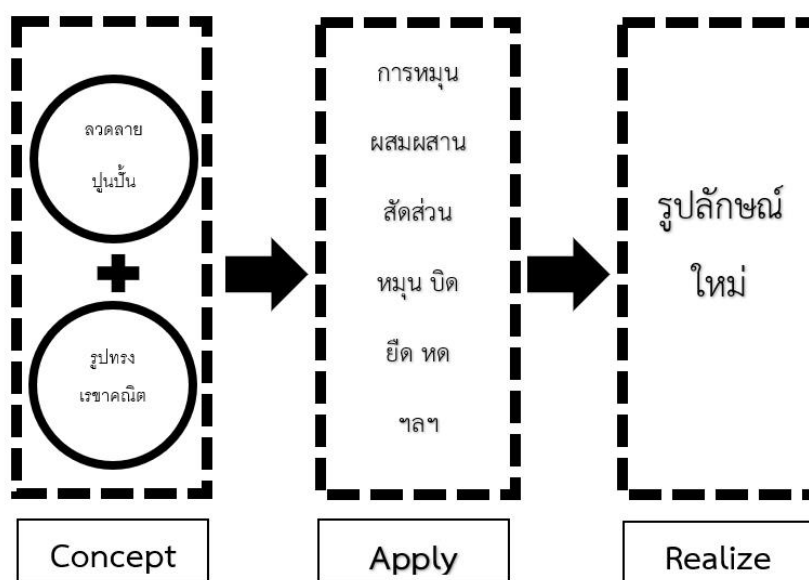 ลวดลาย
ปูนปั้น
รูปทรง
เรขาคณิต
Concept
การหมุน
ผสมผสาน
สัดส่วน
หมุน บิด
ยืด หด
ฯลฯ
Apply
รูปลักษณ์
ใหม่
Realize